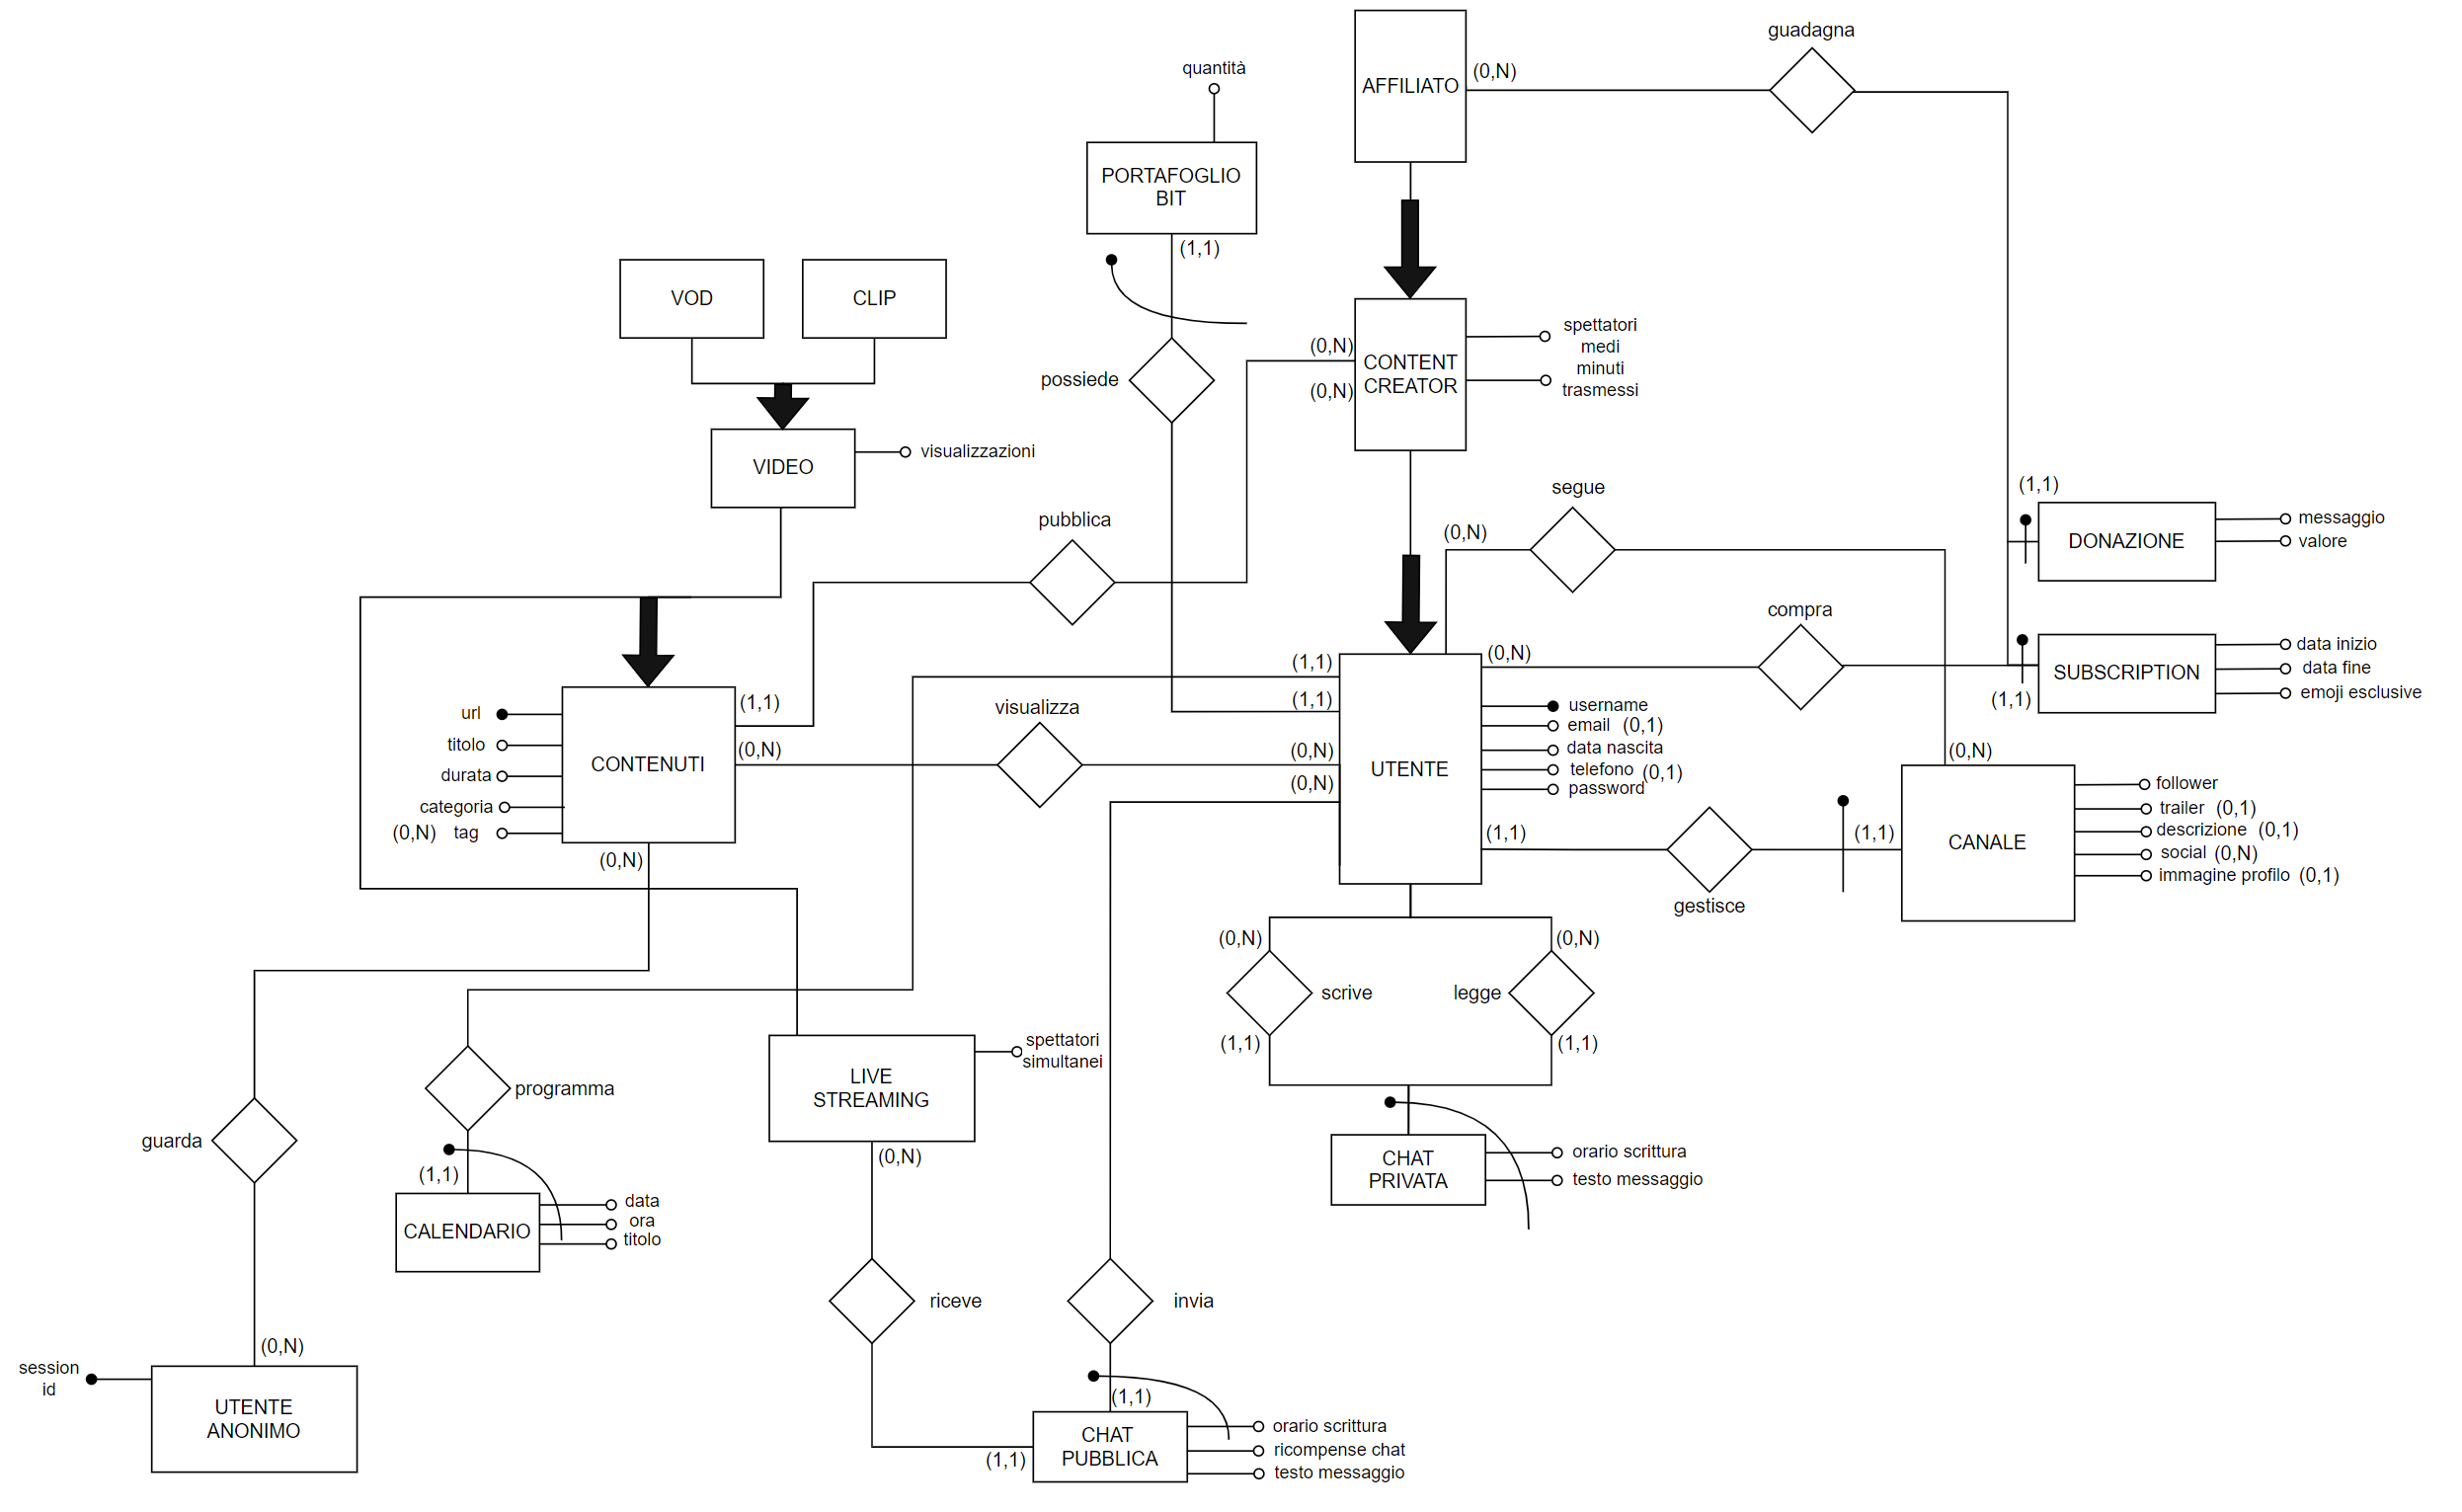 guadagna
AFFILIATO
(0,N)
quantità
PORTAFOGLIO
BIT
(1,1)
VOD
CLIP
spettatori
medi
minuti
trasmessi
(0,N)
CONTENT
CREATOR
(0,N)
possiede
visualizzazioni
VIDEO
segue
(0,N)
pubblica
(1,1)
messaggio
valore
DONAZIONE
compra
(0,N)
data inizio
data fine
emoji esclusive
SUBSCRIPTION
(1,1)
(1,1)
(1,1)
username
email (0,1)
data nascita
telefono (0,1)
password
url
titolo
durata
categoria
(0,N) tag
(1,1)
CONTENUTI
(0,N)
visualizza
(0,N)
(0,N)
UTENTE
(0,N)
follower
trailer (0,1)
descrizione (0,1)
social (0,N)
immagine profilo (0,1)
CANALE
(1,1)
(1,1)
gestisce
(0,N)
(0,N)
(0,N)
scrive
legge
(1,1)
(1,1)
spettatori
simultanei
LIVE
STREAMING
programma
guarda
(0,N)
(1,1)
CALENDARIO
data
ora
titolo
CHAT
PRIVATA
orario scrittura
testo messaggio
riceve
invia
(0,N)
session
id
UTENTE
ANONIMO
(1,1)
CHAT
PUBBLICA
(1,1)
orario scrittura
ricompense chat
testo messaggio